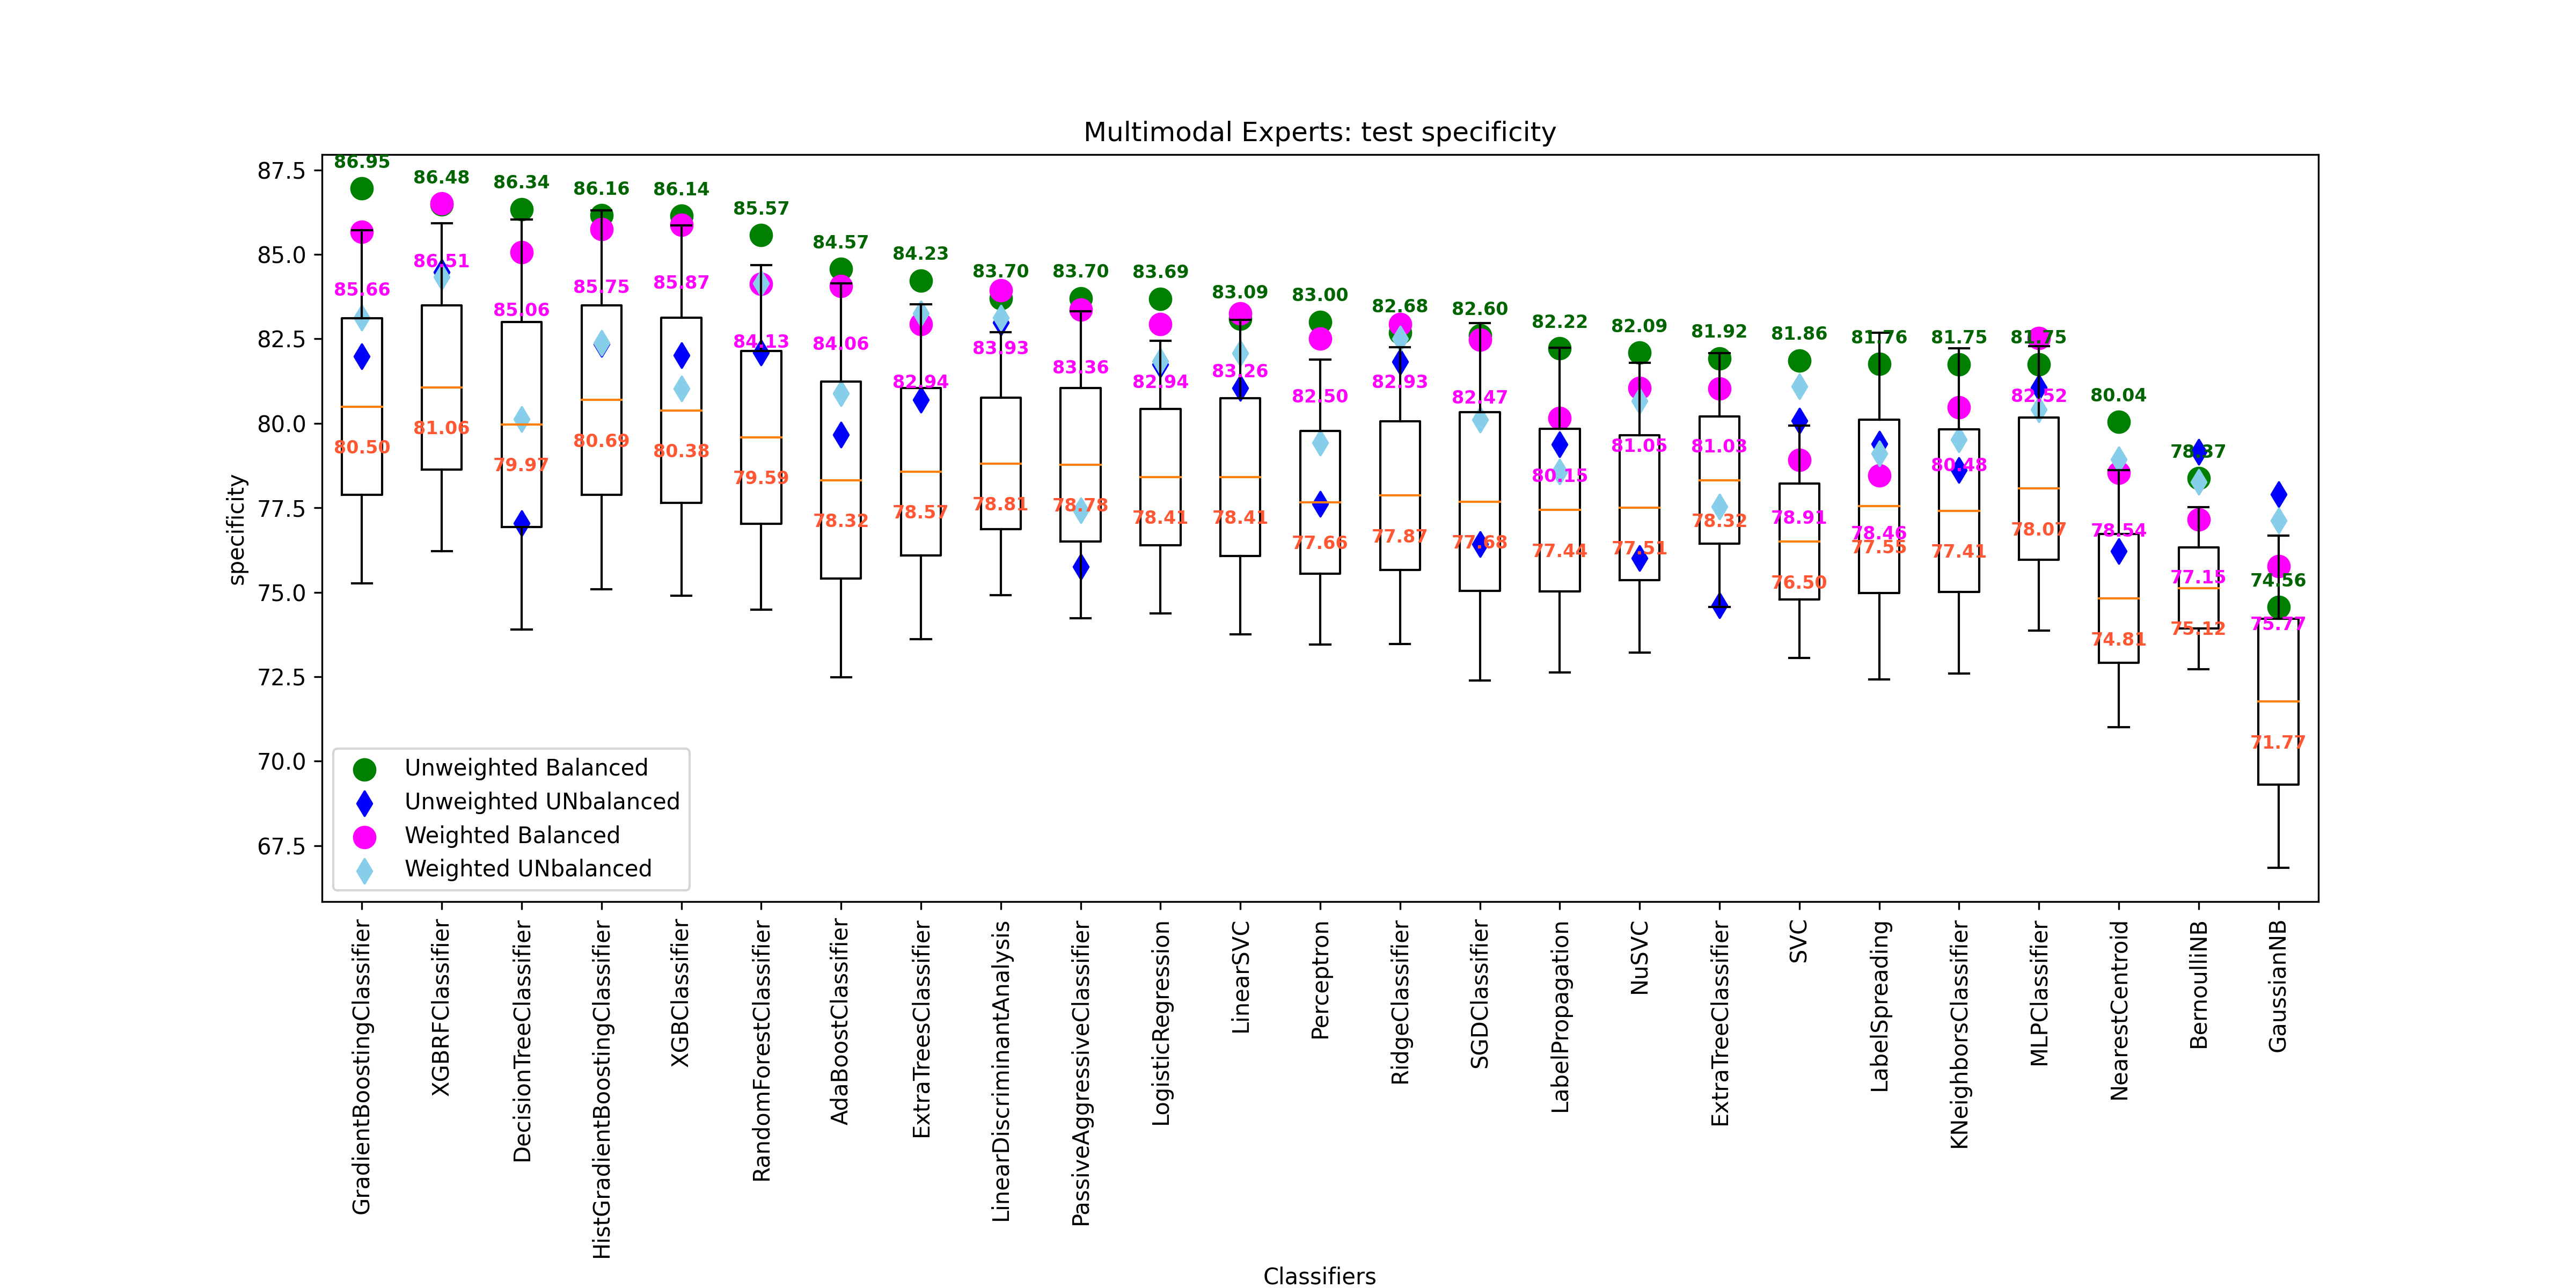 Multimodal Experts: test specificity
specificity
87.5
85.0
82.5
80.0
77.5
75.0
72.5
70.0
67.5
86.95
86.48
86.34
86.16
86.14
85.57
84.57
84.23
83.70
83.70
83.69
83.09
83.00
82.68
82.60
82.22
82.09
81.92
81.86
81.76
81.75
81.75
80.04
78.37
74.56
85.66
86.51
85.06
85.75
85.87
84.13
84.06
82.94
83.93
83.36
82.94
83.26
82.50
82.93
82.47
80.15
81.05
81.03
78.91
78.46
80.48
82.52
78.54
77.15
75.77
80.50
81.06
79.97
80.69
80.38
79.59
78.32
78.57
78.81
78.78
78.41
78.41
77.66
77.87
77.68
77.44
77.51
78.32
76.50
77.55
77.41
78.07
74.81
75.12
71.77
Unweighted Balanced
Unweighted UNbalanced
Weighted Balanced
Weighted UNbalanced
GradientBoostingClassifier
XGBRFClassifier
DecisionTreeClassifier
HistGradientBoostingClassifier
XGBClassifier
RandomForestClassifier
AdaBoostClassifier
ExtraTreesClassifier
LinearDiscriminantAnalysis
PassiveAggressiveClassifier
LogisticRegression
LinearSVC
Perceptron
RidgeClassifier
SGDClassifier
LabelPropagation
NuSVC
ExtraTreeClassifier
SVC
LabelSpreading
KNeighborsClassifier
MLPClassifier
NearestCentroid
BernoulliNB
GaussianNB
Classifiers